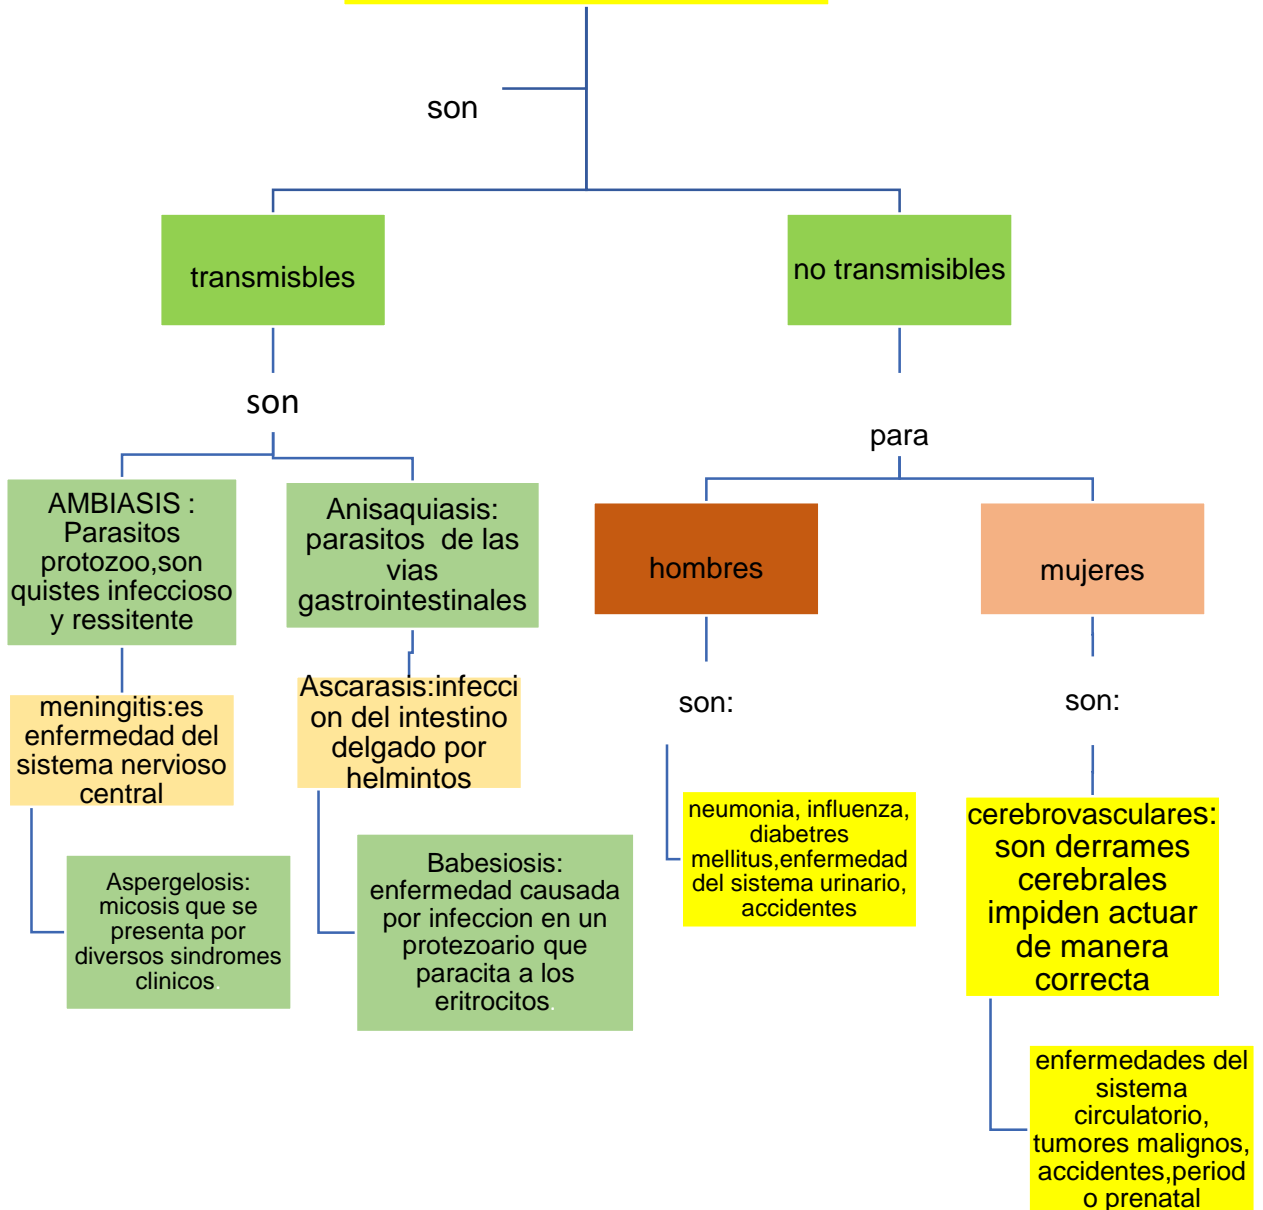 son
transmisbles
no transmisibles
son
para
AMBIASIS :
Parasitos
protozoo,son
quistes infeccioso
y ressitente
Anisaquiasis:
parasitos de las
vias
gastrointestinales
hombres
mujeres
meningitis:es
enfermedad del
sistema nervioso
central
Ascarasis:infecci
on del intestino
delgado por
helmintos
son:
son:
Aspergelosis:
micosis que se
presenta por
diversos sindromes
clinicos.
Babesiosis:
enfermedad causada
por infeccion en un
protezoario que
paracita a los
eritrocitos.
neumonia, influenza,
diabetres
mellitus,enfermedad
del sistema urinario,
accidentes
cerebrovasculares:
son derrames
cerebrales
impiden actuar
de manera
correcta
enfermedades del
sistema
circulatorio,
tumores malignos,
accidentes,period
o prenatal